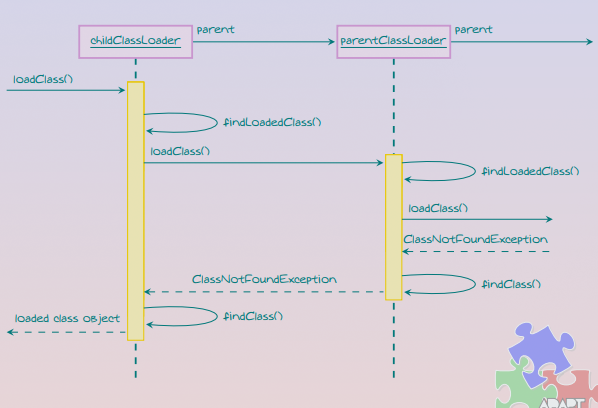 parent
parent
childClassLoader
parentClassLoader
loadClass()
findLoadedClass()
loadClass()
findLoadedClass()
loadClass()
ClassNotFoundException
ClassNotFoundException
findClass()
findClass()
loaded class object
ADAPT